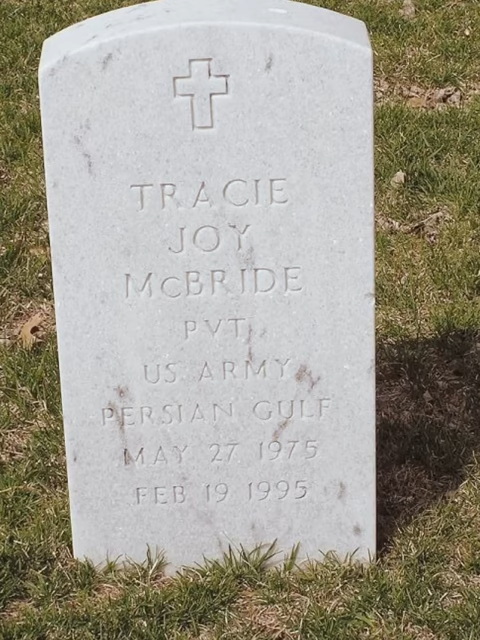 TRACIE
JOY
McBRIDE
PVT
US ARMY
PERSIAN GULF
MAY 27 1975
FEB 19 1995